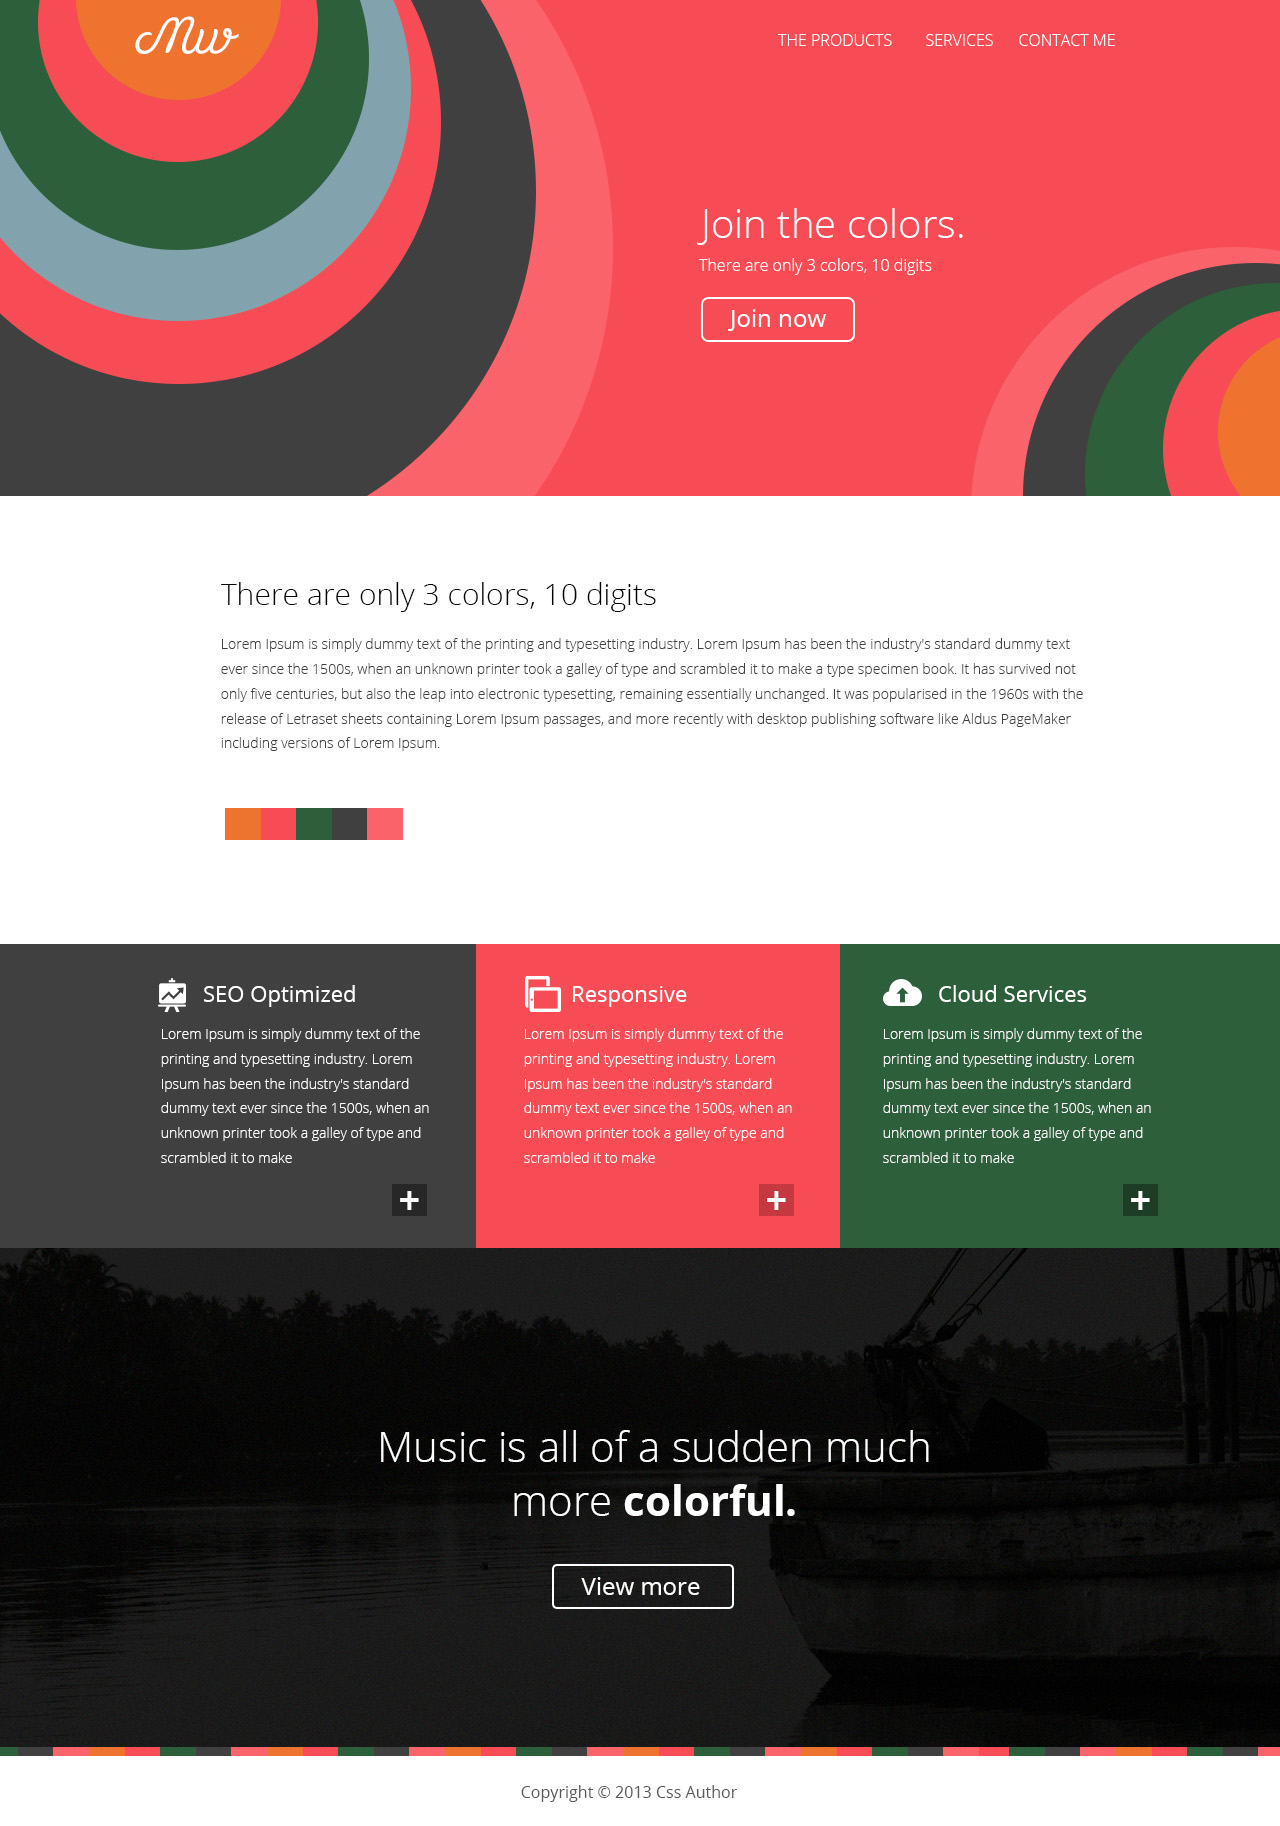 Mw
THE PRODUCTS SERVICES CONTACT ME
Join the colors.
There are only 3 colors, 10 digits
Join now
There are only 3 colors, 10 digits
Lorem Ipsum is simply dummy text of the printing and typesetting industry. Lorem Ipsum has been the industry's standard dummy text
ever since the 1500s, when an unknown printer took a galley of type and scrambled it to make a type specimen book. It has survived not
only five centuries, but also the leap into electronic typesetting, remaining essentially unchanged. It was popularised in the 1960s with the
release of Letraset sheets containing Lorem Ipsum passages, and more recently with desktop publishing software like Aldus PageMaker
including versions of Lorem Ipsum.
SEO Optimized
Lorem Ipsum is simply dummy text of the
printing and typesetting industry. Lorem
Ipsum has been the industry's standard
dummy text ever since the 1500s, when an
unknown printer took a galley of type and
scrambled it to make
Responsive
Lorem Ipsum is simply dummy text of the
printing and typesetting industry. Lorem
Ipsum has been the industry's standard
dummy text ever since the 1500s, when an
unknown printer took a galley of type and
scrambled it to make
Cloud Services
Lorem Ipsum is simply dummy text of the
printing and typesetting industry. Lorem
Ipsum has been the industry's standard
dummy text ever since the 1500s, when an
unknown printer took a galley of type and
scrambled it to make
Music is all of a sudden much
more colorful.
View more
Copyright © 2013 Css Author